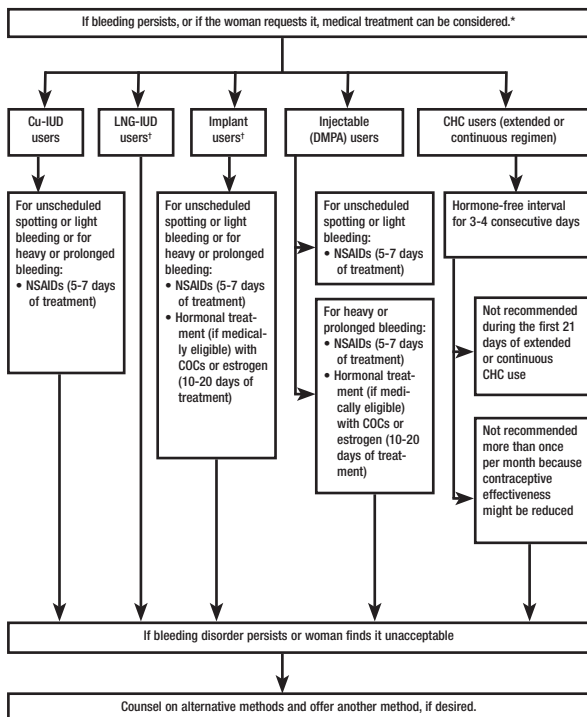 If bleeding persists, or if the woman requests it, medical treatment can be considered.*
Cu-IUD
users
LNG-IUD
users†
Implant
users†
Injectable
(DMPA) users
CHC users (extended or
continuous regimen)
For unscheduled
spotting or light
bleeding or for
heavy or prolonged
bleeding:
• NSAIDs (5-7 days
of treatment)
For unscheduled
spotting or light
bleeding or for
heavy or prolonged
bleeding:
• NSAIDs (5-7 days
of treatment)
• Hormonal treat-
ment (if medical-
ly eligible) with
COCs or estrogen
(10-20 days of
treatment)
For unscheduled
spotting or light
bleeding:
• NSAIDs (5-7 days
of treatment)
For heavy or
prolonged bleeding:
• NSAIDs (5-7 days
of treatment)
• Hormonal treat-
ment (if medi-
cally eligible)
with COCs or
estrogen (10-20
days of treat-
ment)
Hormone-free interval
for 3-4 consecutive days
Not recommended
during the first 21
days of extended
or continuous
CHC use
Not recommended
more than once
per month because
contraceptive
effectiveness
might be reduced
If bleeding disorder persists or woman finds it unacceptable
Counsel on alternative methods and offer another method, if desired.